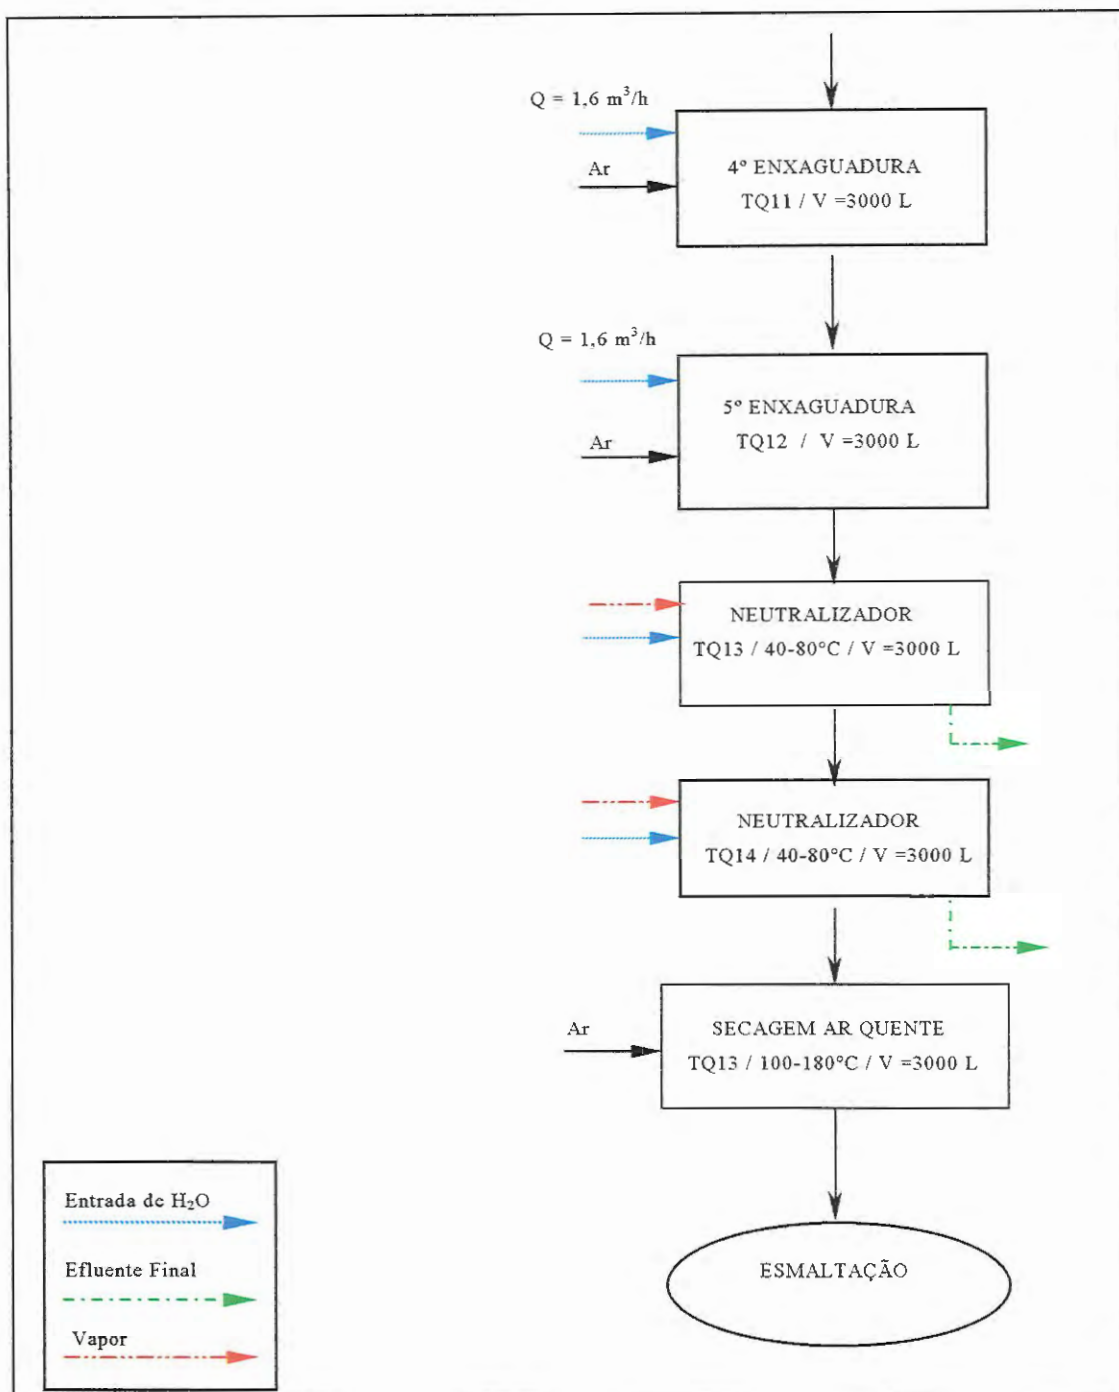 Q = 1,6 m³/h
Ar
4º ENXAGUADURA
TQ11 / V =3000 L
Q = 1,6 m³/h
Ar
5º ENXAGUADURA
TQ12 / V =3000 L
NEUTRALIZADOR
TQ13 / 40-80°C / V =3000 L
NEUTRALIZADOR
TQ14 / 40-80°C / V =3000 L
Ar
SECAGEM AR QUENTE
TQ13 / 100-180°C / V =3000 L
ESMALTAÇÃO
Entrada de H₂O
Efluente Final
Vapor